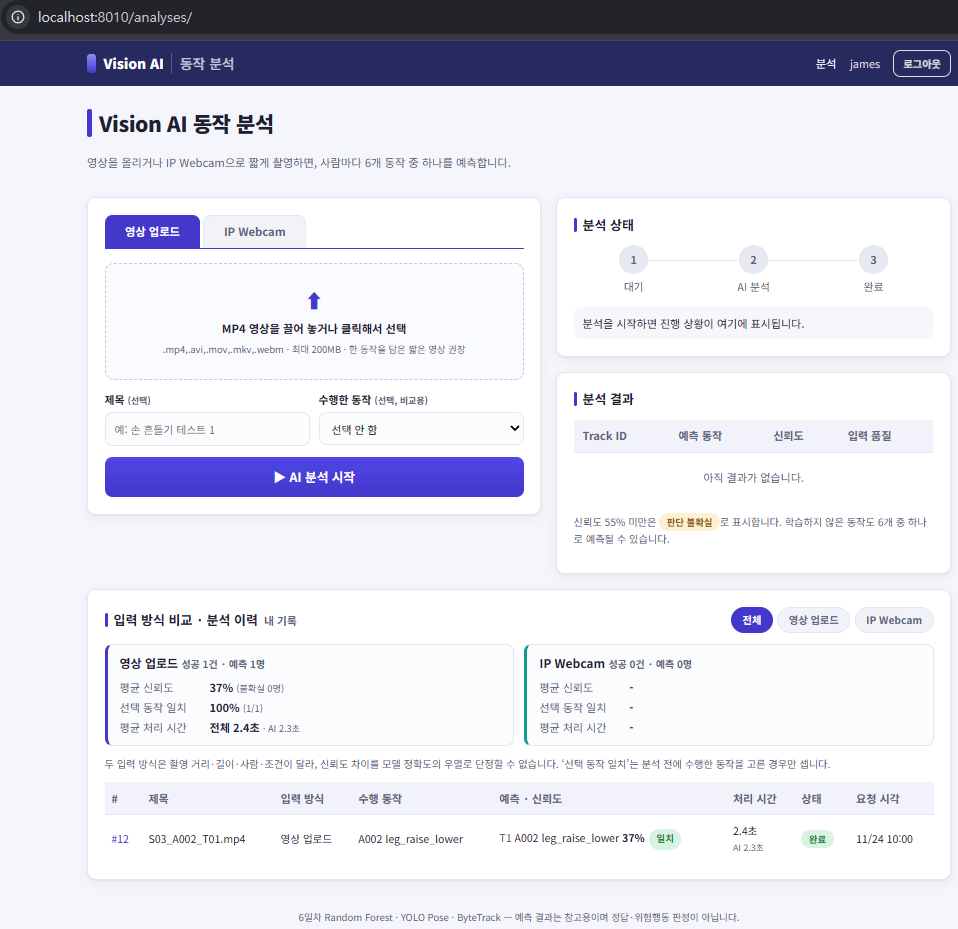 localhost:8010/analyses/
Vision AI 동작 분석
분석 james 로그아웃
Vision AI 동작 분석
영상을 올리거나 IP Webcam으로 짧게 촬영하면, 사람마다 6개 동작 중 하나를 예측합니다.
영상 업로드 IP Webcam
MP4 영상을 끌어 놓거나 클릭해서 선택
.mp4,.avi,.mov,.mkv,.webm · 최대 200MB · 한 동작을 담은 짧은 영상 권장
제목 (선택)
예: 손 흔들기 테스트 1
수행한 동작 (선택, 비교용)
선택 안 함
▶ AI 분석 시작
분석 상태
1 2 3
대기 AI 분석 완료
분석을 시작하면 진행 상황이 여기에 표시됩니다.
분석 결과
Track ID 예측 동작 신뢰도 입력 품질
아직 결과가 없습니다.
신뢰도 55% 미만은 판단 불확실 로 표시합니다. 학습하지 않은 동작도 6개 중 하나
로 예측될 수 있습니다.
입력 방식 비교 · 분석 이력 내 기록
전체 영상 업로드 IP Webcam
영상 업로드 성공 1건 · 예측 1명
평균 신뢰도 37% (불확실 0명)
선택 동작 일치 100% (1/1)
평균 처리 시간 전체 2.4초 · AI 2.3초
IP Webcam 성공 0건 · 예측 0명
평균 신뢰도 -
선택 동작 일치 -
평균 처리 시간 -
두 입력 방식은 촬영 거리·길이·사람·조건이 달라, 신뢰도 차이를 모델 정확도의 우열로 단정할 수 없습니다. ‘선택 동작 일치’는 분석 전에 수행한 동작을 고른 경우만 셉니다.
# 제목 입력 방식 수행 동작 예측 · 신뢰도 처리 시간 상태 요청 시각
#12 S03_A002_T01.mp4 영상 업로드 A002 leg_raise_lower T1 A002 leg_raise_lower 37% 일치 2.4초 완료 11/24 10:00
AI 2.3초
6일차 Random Forest · YOLO Pose · ByteTrack — 예측 결과는 참고용이며 정답·위험행동 판정이 아닙니다.